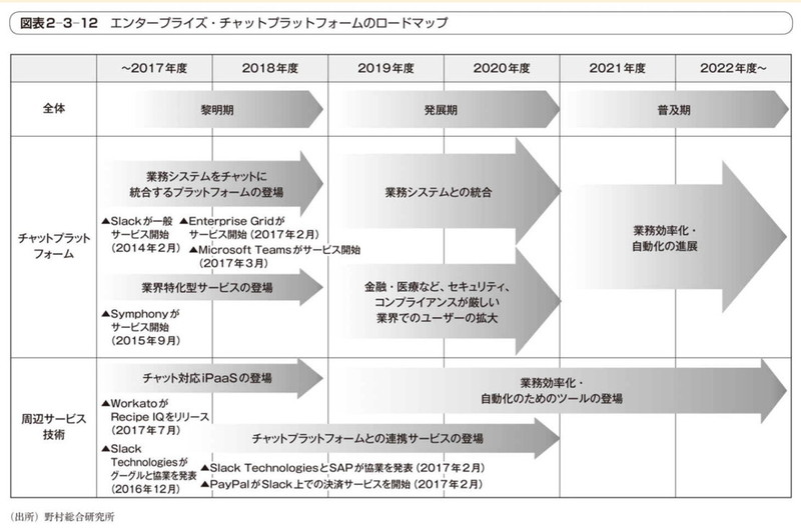 図表2-3-12 エンタープライズ・チャットプラットフォームのロードマップ
～2017年度
2018年度
2019年度
2020年度
2021年度
2022年度～
全体
黎明期
発展期
普及期
チャットプラット
フォーム
業務システムをチャットに
統合するプラットフォームの登場
▲Slackが一般
サービス開始
(2014年2月)
▲Enterprise Gridが
サービス開始(2017年2月)
▲Microsoft Teamsがサービス開始
(2017年3月)
業界特化型サービスの登場
▲Symphonyが
サービス開始
(2015年9月)
業務システムとの統合
金融・医療など、セキュリティ、
コンプライアンスが厳しい
業界でのユーザーの拡大
業務効率化・
自動化の進展
周辺サービス
技術
チャット対応iPaaSの登場
▲Workatoが
Recipe IQをリリース
(2017年7月)
▲Slack
Technologiesが
グーグルと協業を発表
(2016年12月)
業務効率化・
自動化のためのツールの登場
チャットプラットフォームとの連携サービスの登場
▲Slack TechnologiesとSAPが協業を発表(2017年2月)
▲PayPalがSlack上での決済サービスを開始(2017年2月)
(出所)野村総合研究所